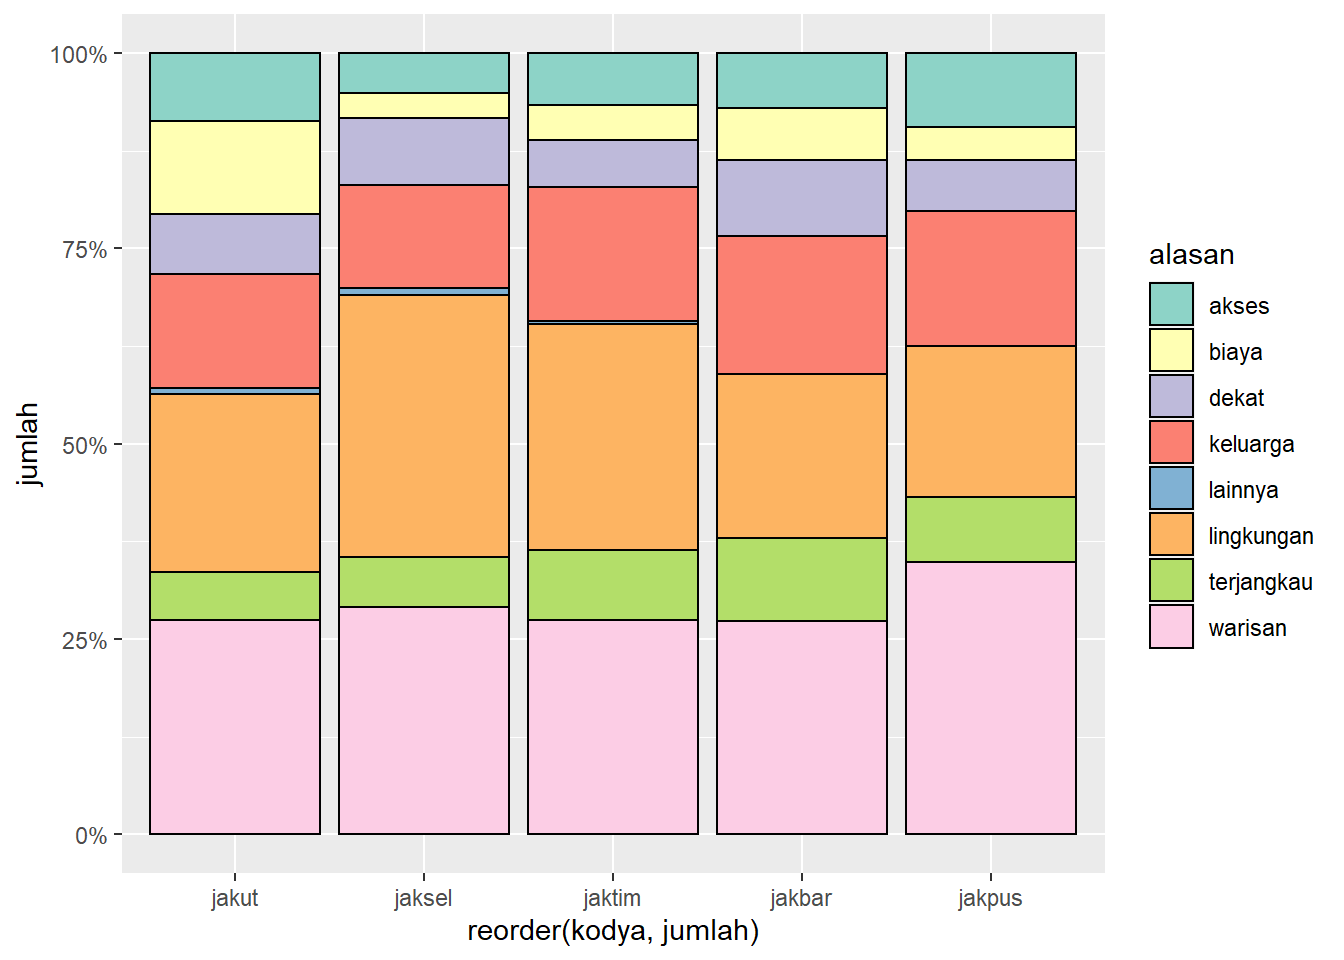 100%
75%
50%
25%
0%
jumlah
jakut
jaksel
jaktim
jakbar
jakpus
reorder(kodya, jumlah)
alasan
akses
biaya
dekat
keluarga
lainnya
lingkungan
terjangkau
warisan